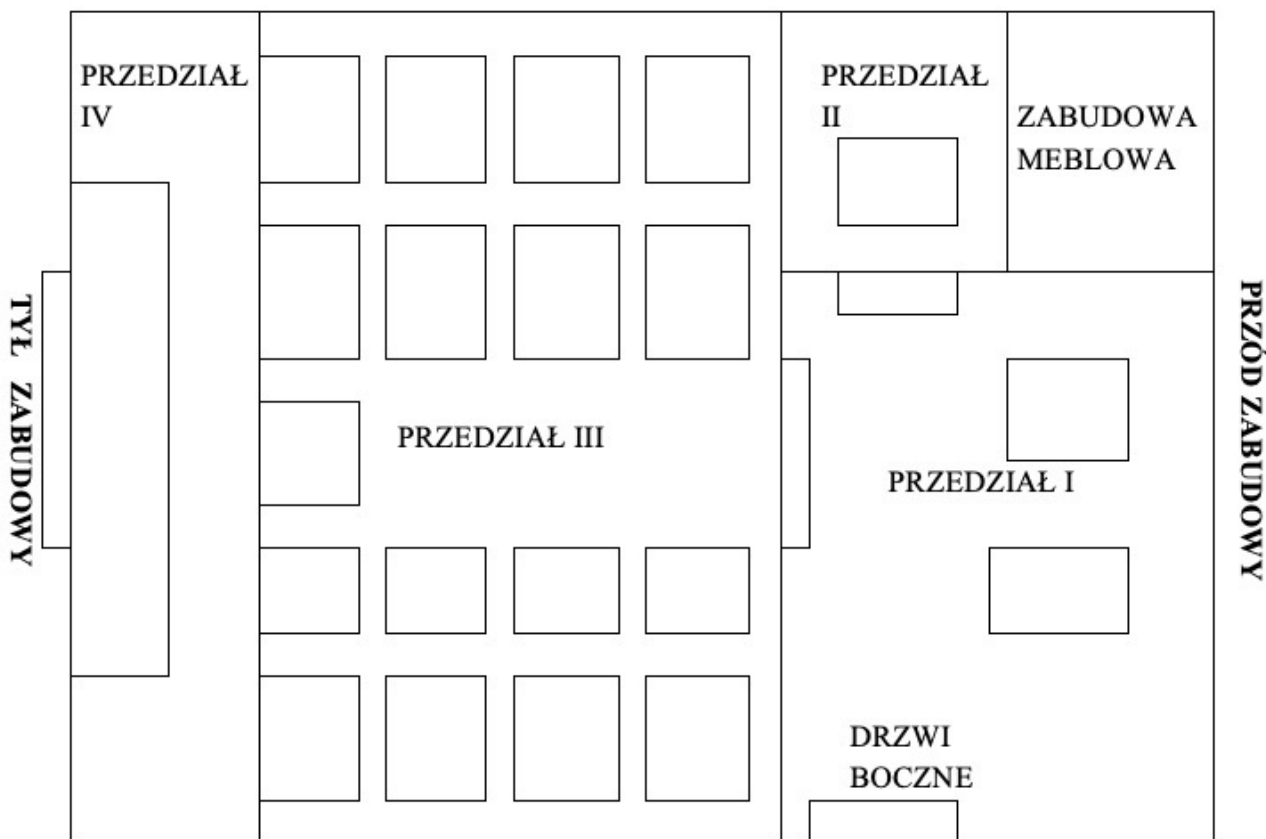 PRZEDZIAŁ
IV
PRZEDZIAŁ
II
ZABUDOWA
MEBLOWA
TYŁ ZABUDOWY
PRZEDZIAŁ III
PRZEDZIAŁ I
PRZÓD ZABUDOWY
DRZWI
BOCZNE